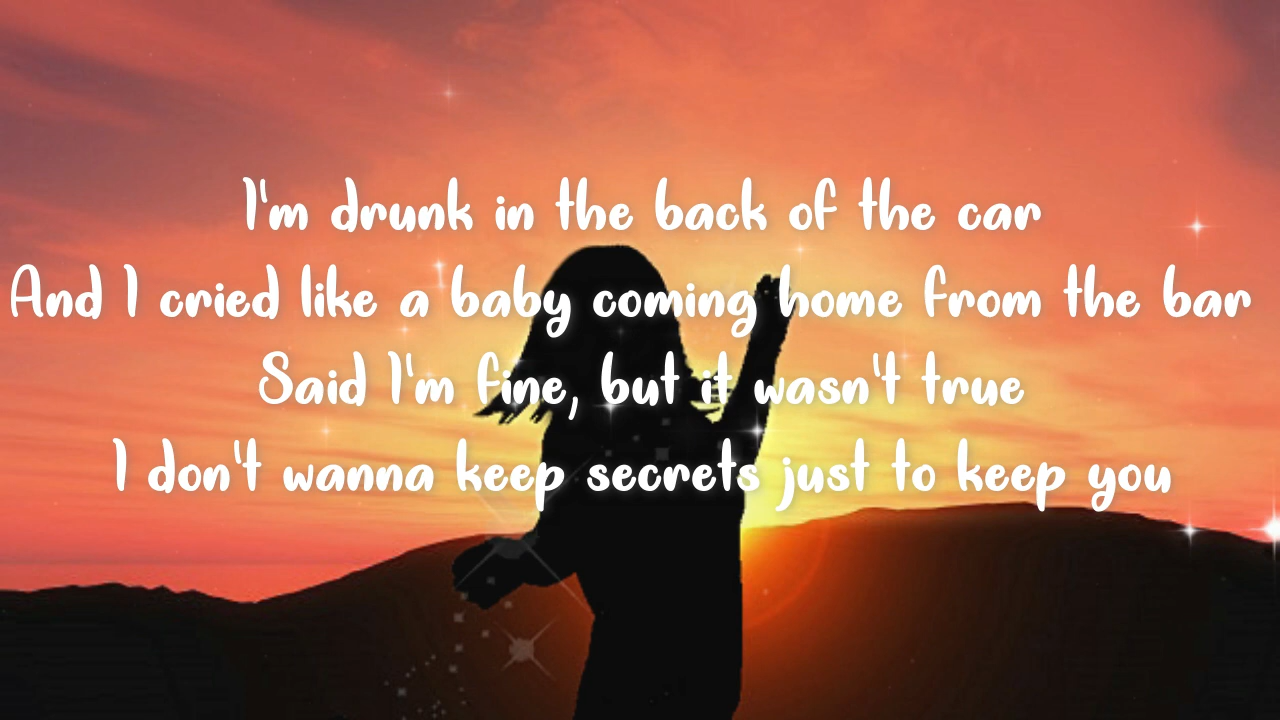 I'm drunk in the back of the car
And I cried like a baby coming home from the bar
Said I'm fine, but it wasn't true
I don't wanna keep secrets just to keep you